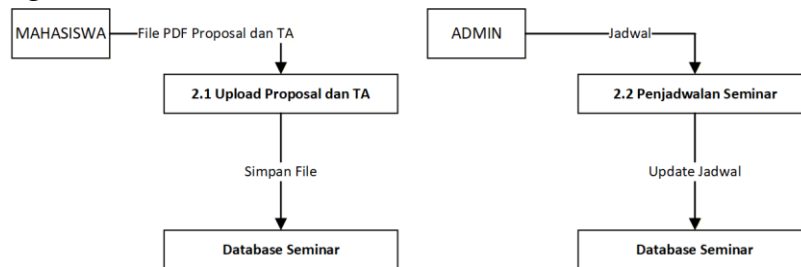 MAHASISWA
File PDF Proposal dan TA
ADMIN
Jadwal
2.1 Upload Proposal dan TA
2.2 Penjadwalan Seminar
Simpan File
Update Jadwal
Database Seminar
Database Seminar